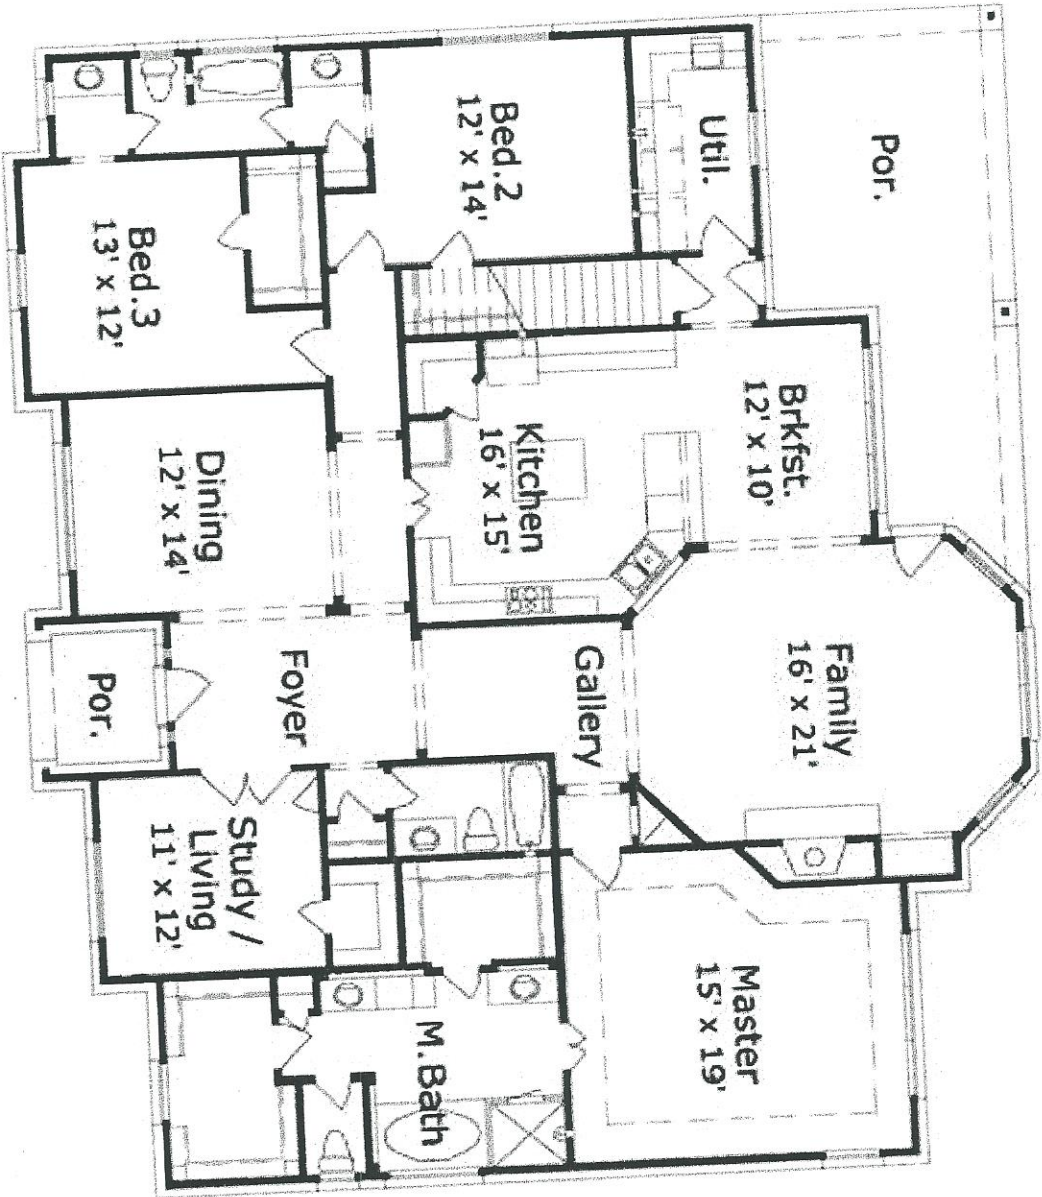 Por.
Util.
Bed.2
12' x 14'
Bed.3
13' x 12'
Brkfst.
12' x 10'
Kitchen
16' x 15'
Dining
12' x 14'
Family
16' x 21'
Gallery
Foyer
Por.
Study /
Living
11' x 12'
Master
15' x 19'
M.Bath